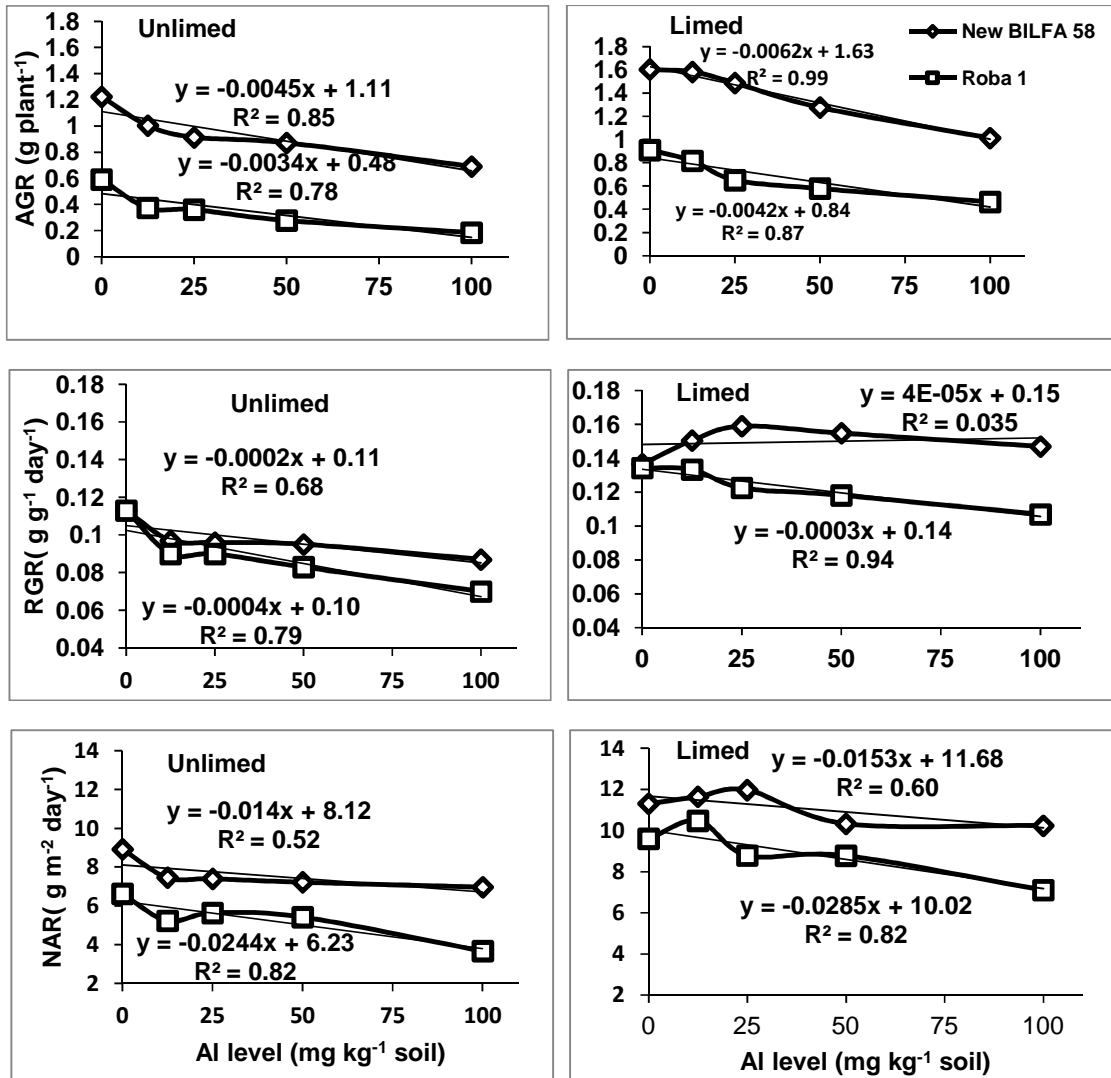 Unlimed
AGR (g plant-1)
1.8
1.6
1.4
1.2
1
0.8
0.6
0.4
0.2
0
y = -0.0045x + 1.11
R² = 0.85
y = -0.0034x + 0.48
R² = 0.78
0 25 50 75 100
Limed
New BILFA 58
Roba 1
1.8
1.6
1.4
1.2
1
0.8
0.6
0.4
0.2
0
y = -0.0062x + 1.63
R² = 0.99
y = -0.0042x + 0.84
R² = 0.87
0 25 50 75 100
Unlimed
RGR( g g-1 day-1)
0.18
0.16
0.14
0.12
0.1
0.08
0.06
0.04
y = -0.0002x + 0.11
R² = 0.68
y = -0.0004x + 0.10
R² = 0.79
0 25 50 75 100
Limed
0.18
0.16
0.14
0.12
0.1
0.08
0.06
0.04
y = 4E-05x + 0.15
R² = 0.035
y = -0.0003x + 0.14
R² = 0.94
0 25 50 75 100
Unlimed
NAR( g m-2 day-1)
14
12
10
8
6
4
2
y = -0.014x + 8.12
R² = 0.52
y = -0.0244x + 6.23
R² = 0.82
0 25 50 75 100
Al level (mg kg-1 soil)
Limed
14
12
10
8
6
4
2
y = -0.0153x + 11.68
R² = 0.60
y = -0.0285x + 10.02
R² = 0.82
0 25 50 75 100
Al level (mg kg-1 soil)